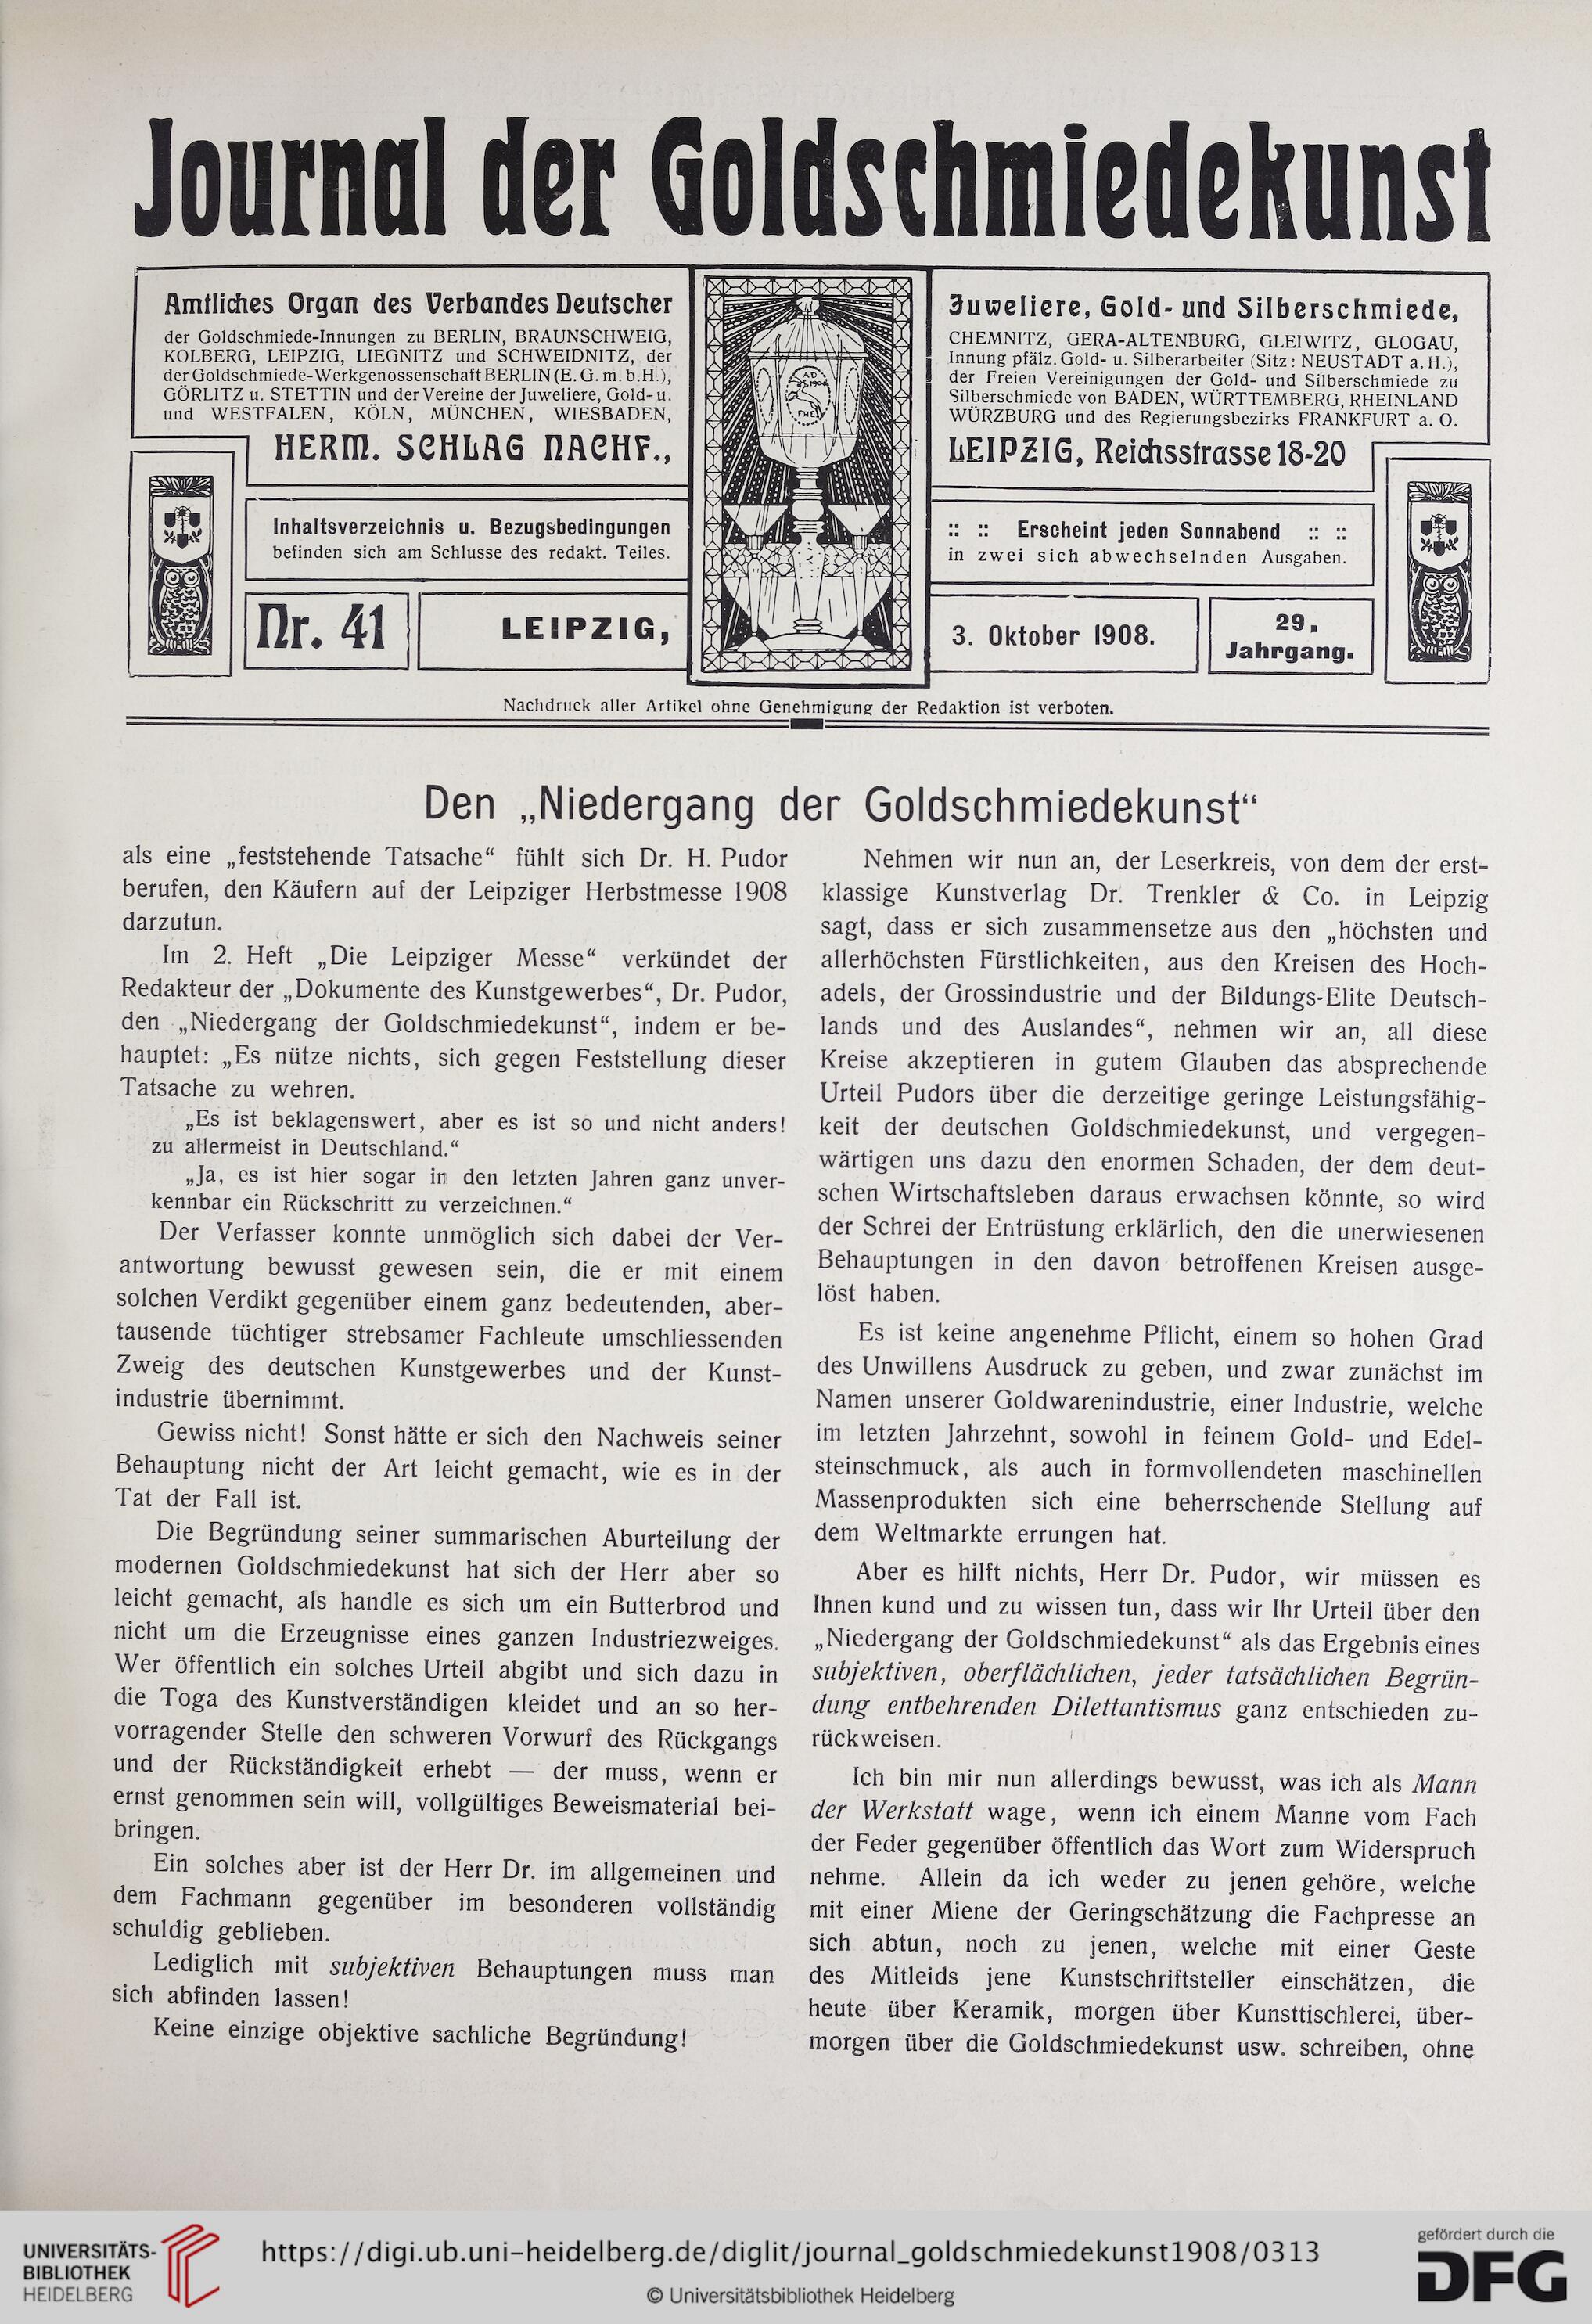 Journal der Goldschmiedekunst
Amtliches Organ des Verbandes Deutscher
der Goldschmiede-Innungen zu BERLIN, BRAUNSCHWEIG,
KOLBERG, LEIPZIG, LIEGNITZ und SCHWEIDNITZ, der
der Goldschmiede-Werkgenossenschaft BERLIN (E. G. m. b. H.),
GÖRLITZ u. STETTIN und der Vereine der Juweliere, Gold- u.
und WESTFALEN, KÖLN, MÜNCHEN, WIESBADEN,
HERM. SCHLAG NACHF.,
Inhaltsverzeichnis u. Bezugsbedingungen
befinden sich am Schlusse des redakt. Teiles.
Nr. 41
LEIPZIG,
AD
1906
FHE
Juweliere, Gold- und Silberschmiede,
CHEMNITZ, GERA-ALTENBURG, GLEIWITZ, GLOGAU,
Innung pfälz. Gold- u. Silberarbeiter (Sitz: NEUSTADT a. H.),
der Freien Vereinigungen der Gold- und Silberschmiede zu
Silberschmiede von BADEN, WÜRTTEMBERG, RHEINLAND
WÜRZBURG und des Regierungsbezirks FRANKFURT a. O.
LEIPZIG, Reichsstrasse 18-20
:: :: Erscheint jeden Sonnabend :: ::
in zwei sich abwechselnden Ausgaben.
3. Oktober 1908.
29.
Jahrgang.
Nachdruck aller Artikel ohne Genehmigung der Redaktion ist verboten.
Den „Niedergang der Goldschmiedekunst“
als eine „feststehende Tatsache“ fühlt sich Dr. H. Pudor
berufen, den Käufern auf der Leipziger Herbstmesse 1908
darzutun.
Im 2. Heft „Die Leipziger Messe“ verkündet der
Redakteur der „Dokumente des Kunstgewerbes“, Dr. Pudor,
den „Niedergang der Goldschmiedekunst“, indem er be-
hauptet: „Es nütze nichts, sich gegen Feststellung dieser
Tatsache zu wehren.
„Es ist beklagenswert, aber es ist so und nicht anders!
zu allermeist in Deutschland.“
„Ja, es ist hier sogar in den letzten Jahren ganz unver-
kennbar ein Rückschritt zu verzeichnen.“
Der Verfasser konnte unmöglich sich dabei der Ver-
antwortung bewusst gewesen sein, die er mit einem
solchen Verdikt gegenüber einem ganz bedeutenden, aber-
tausende tüchtiger strebsamer Fachleute umschliessenden
Zweig des deutschen Kunstgewerbes und der Kunst-
industrie übernimmt.
Gewiss nicht! Sonst hätte er sich den Nachweis seiner
Behauptung nicht der Art leicht gemacht, wie es in der
Tat der Fall ist.
Die Begründung seiner summarischen Aburteilung der
modernen Goldschmiedekunst hat sich der Herr aber so
leicht gemacht, als handle es sich um ein Butterbrod und
nicht um die Erzeugnisse eines ganzen Industriezweiges.
Wer öffentlich ein solches Urteil abgibt und sich dazu in
die Toga des Kunstverständigen kleidet und an so her-
vorragender Stelle den schweren Vorwurf des Rückgangs
und der Rückständigkeit erhebt — der muss, wenn er
ernst genommen sein will, vollgültiges Beweismaterial bei-
bringen.
Ein solches aber ist der Herr Dr. im allgemeinen und
dem Fachmann gegenüber im besonderen vollständig
schuldig geblieben.
Lediglich mit subjektiven Behauptungen muss man
sich abfinden lassen!
Keine einzige objektive sachliche Begründung!
Nehmen wir nun an, der Leserkreis, von dem der erst-
klassige Kunstverlag Dr. Trenkler & Co. in Leipzig
sagt, dass er sich zusammensetze aus den „höchsten und
allerhöchsten Fürstlichkeiten, aus den Kreisen des Hoch-
adels, der Grossindustrie und der Bildungs-Elite Deutsch-
lands und des Auslandes“, nehmen wir an, all diese
Kreise akzeptieren in gutem Glauben das absprechende
Urteil Pudors über die derzeitige geringe Leistungsfähig-
keit der deutschen Goldschmiedekunst, und vergegen-
wärtigen uns dazu den enormen Schaden, der dem deut-
schen Wirtschaftsleben daraus erwachsen könnte, so wird
der Schrei der Entrüstung erklärlich, den die unerwiesenen
Behauptungen in den davon betroffenen Kreisen ausge-
löst haben.
Es ist keine angenehme Pflicht, einem so hohen Grad
des Unwillens Ausdruck zu geben, und zwar zunächst im
Namen unserer Goldwarenindustrie, einer Industrie, welche
im letzten Jahrzehnt, sowohl in feinem Gold- und Edel-
steinschmuck, als auch in formvollendeten maschinellen
Massenprodukten sich eine beherrschende Stellung auf
dem Weltmarkte errungen hat.
Aber es hilft nichts, Herr Dr. Pudor, wir müssen es
Ihnen kund und zu wissen tun, dass wir Ihr Urteil über den
„Niedergang der Goldschmiedekunst“ als das Ergebnis eines
subjektiven, oberflächlichen, jeder tatsächlichen Begrün-
dung entbehrenden Dilettantismus ganz entschieden zu-
rückweisen.
Ich bin mir nun allerdings bewusst, was ich als Mann
der Werkstatt wage, wenn ich einem Manne vom Fach
der Feder gegenüber öffentlich das Wort zum Widerspruch
nehme. Allein da ich weder zu jenen gehöre, welche
mit einer Miene der Geringschätzung die Fachpresse an
sich abtun, noch zu jenen, welche mit einer Geste
des Mitleids jene Kunstschriftsteller einschätzen, die
heute über Keramik, morgen über Kunsttischlerei, über-
morgen über die Goldschmiedekunst usw. schreiben, ohne
UNIVERSITÄTS-
BIBLIOTHEK
HEIDELBERG
https://digi.ub.uni-heidelberg.de/diglit/journal_goldschmiedekunst1908/0313
© Universitätsbibliothek Heidelberg
gefördert durch die
DFG